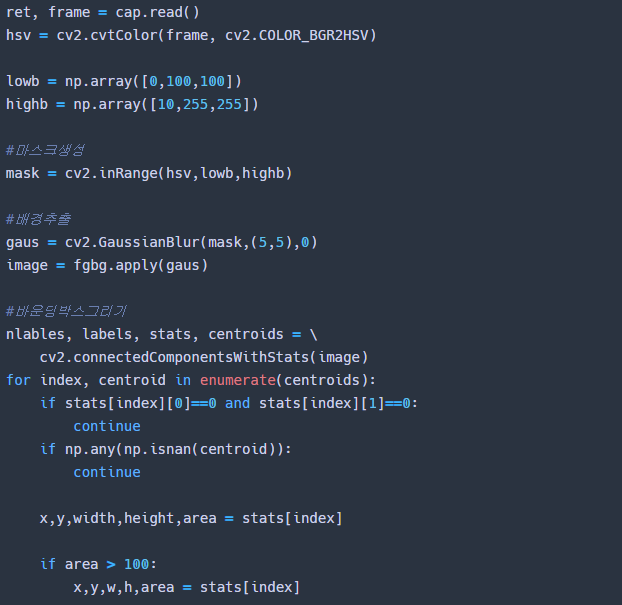 ret, frame = cap.read()
hsv = cv2.cvtColor(frame, cv2.COLOR_BGR2HSV)
lowb = np.array([0,100,100])
highb = np.array([10,255,255])
#마스크생성
mask = cv2.inRange(hsv,lowb,highb)
#배경추출
gaus = cv2.GaussianBlur(mask,(5,5),0)
image = fgbg.apply(gaus)
#바운딩박스그리기
nlables, labels, stats, centroids = \
    cv2.connectedComponentsWithStats(image)
for index, centroid in enumerate(centroids):
    if stats[index][0]==0 and stats[index][1]==0:
        continue
    if np.any(np.isnan(centroid)):
        continue
    x,y,width,height,area = stats[index]
    if area > 100:
        x,y,w,h,area = stats[index]